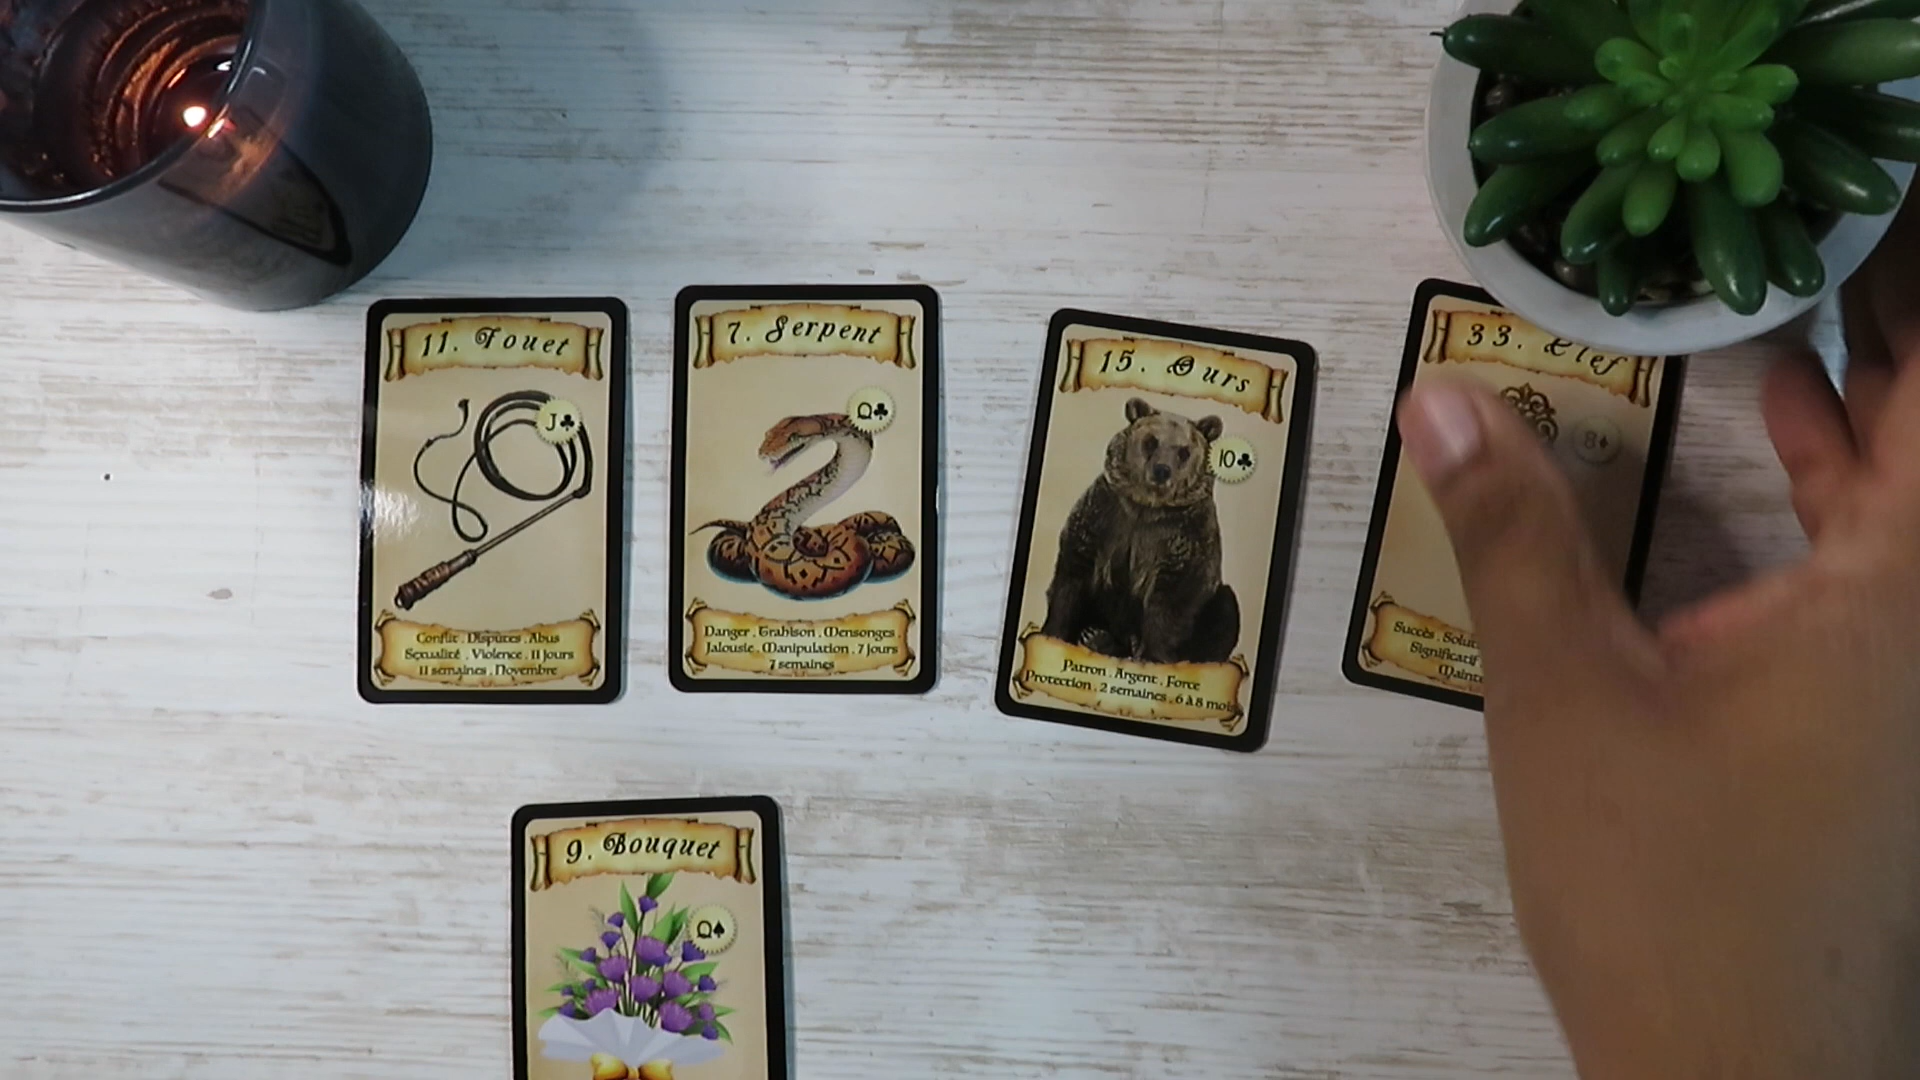 11. Fouet
J♣
Conflit . Disputes . Abus
Sexualité . Violence . 11 jours
11 semaines . Novembre
7. Serpent
Q♣
Danger . Trahison . Mensonges .
Jalousie . Manipulation . 7 jours
7 semaines
15. Ours
10♣
Patron . Argent . Force
Protection . 2 semaines . 6 à 8 mois
33. Clef
8♦
Succès .
Significatif
9. Bouquet
Q♠